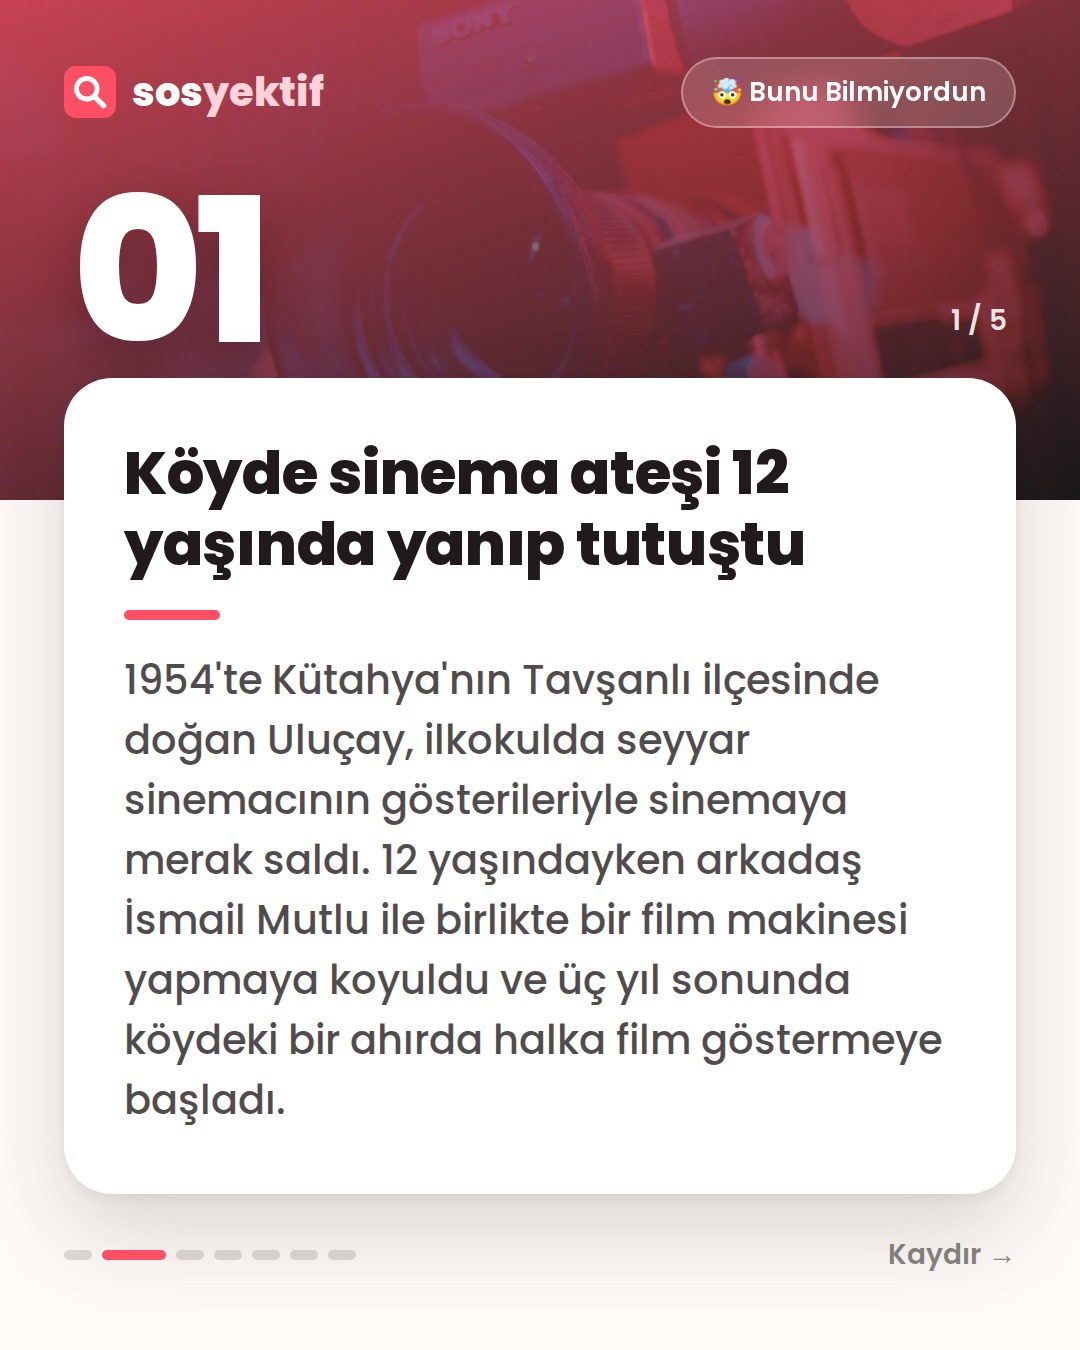 SONY
sosyektif
🤯 Bunu Bilmiyordun
01
1 / 5
Köyde sinema ateşi 12
yaşında yanıp tutuştu
1954'te Kütahya'nın Tavşanlı ilçesinde
doğan Uluçay, ilkokulda seyyar
sinemacının gösterileriyle sinemaya
merak saldı. 12 yaşındayken arkadaş
İsmail Mutlu ile birlikte bir film makinesi
yapmaya koyuldu ve üç yıl sonunda
köydeki bir ahırda halka film göstermeye
başladı.
Kaydır →